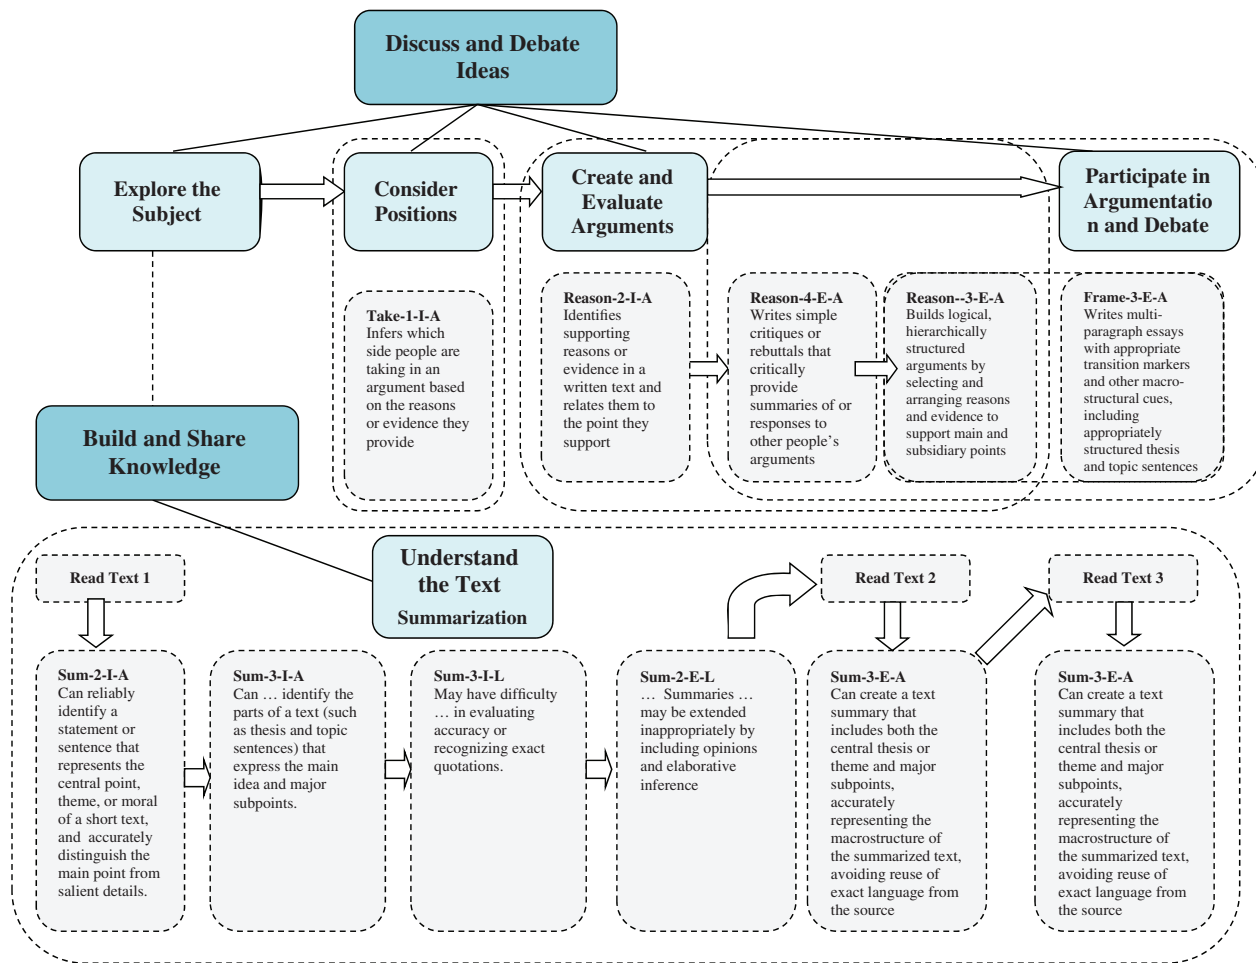 Discuss and Debate
Ideas
Explore the
Subject
Consider
Positions
Create and
Evaluate
Arguments
Participate in
Argumentatio
n and Debate
Take-1-I-A
Infers which
side people are
taking in an
argument based
on the reasons
or evidence they
provide
Reason-2-I-A
Identifies
supporting
reasons or
evidence in a
written text and
relates them to
the point they
support
Reason-4-E-A
Writes simple
critiques or
rebuttals that
critically
provide
summaries of or
responses to
other people’s
arguments
Reason--3-E-A
Builds logical,
hierarchically
structured
arguments by
selecting and
arranging reasons
and evidence to
support main and
subsidiary points
Frame-3-E-A
Writes multi-
paragraph essays
with appropriate
transition markers
and other macro-
structural cues,
including
appropriately
structured thesis
and topic sentences
Build and Share
Knowledge
Understand
the Text
Summarization
Read Text 1
Read Text 2
Read Text 3
Sum-2-I-A
Can reliably
identify a
statement or
sentence that
represents the
central point,
theme, or moral
of a short text,
and accurately
distinguish the
main point from
salient details.
Sum-3-I-A
Can … identify the
parts of a text (such
as thesis and topic
sentences) that
express the main
idea and major
subpoints.
Sum-3-I-L
May have difficulty
… in evaluating
accuracy or
recognizing exact
quotations.
Sum-2-E-L
… Summaries …
may be extended
inappropriately by
including opinions
and elaborative
inference
Sum-3-E-A
Can create a text
summary that
includes both the
central thesis or
theme and major
subpoints,
accurately
representing the
macrostructure of
the summarized text,
avoiding reuse of
exact language from
the source
Sum-3-E-A
Can create a text
summary that
includes both the
central thesis or
theme and major
subpoints,
accurately
representing the
macrostructure of
the summarized text,
avoiding reuse of
exact language from
the source